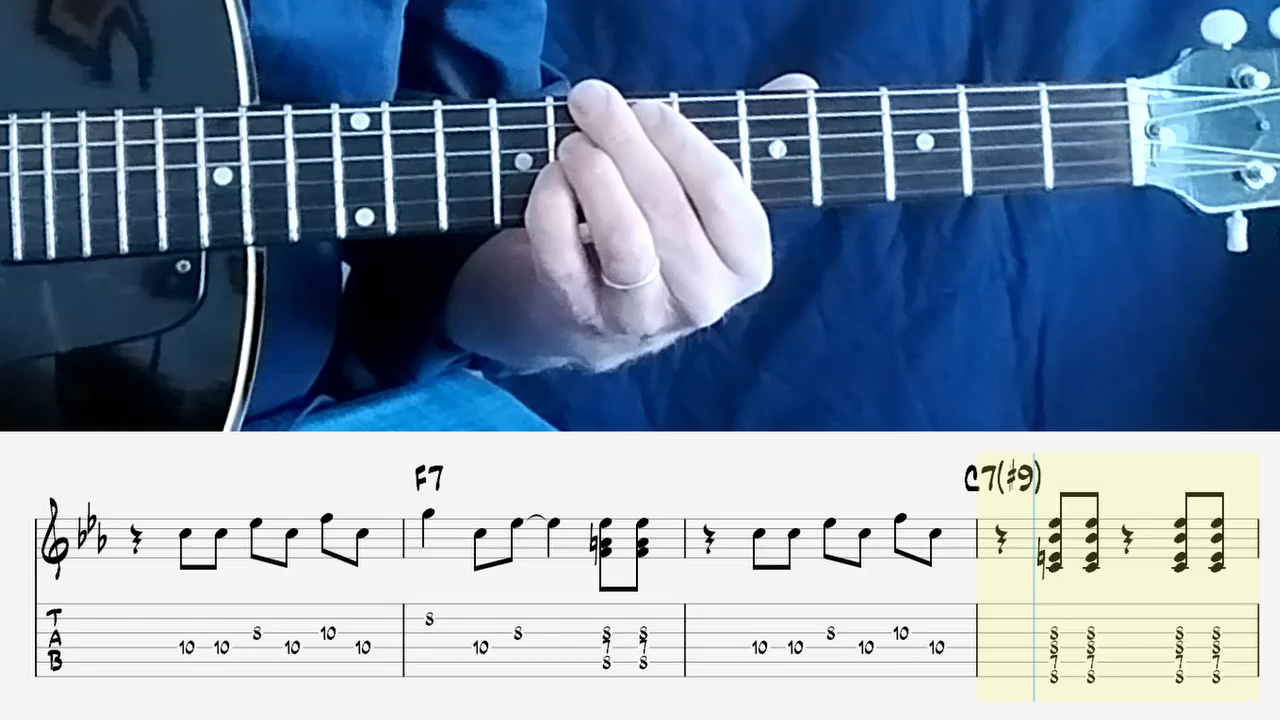 F7 C7(#9)
T 8
8 10 8 8 8 8 10 8 8 8 8
A 10 10 10 10 10 7 7 10 10 10 10 8 8 8 8
B 8 8 7 7 7 7
8 8 8 8